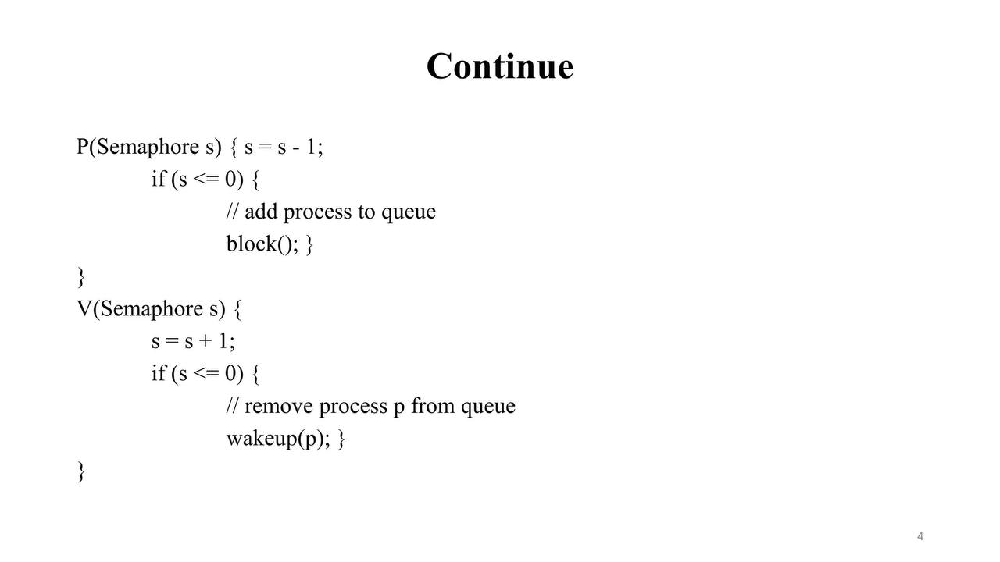 Continue
P(Semaphore s) { s = s - 1;
if (s <= 0) {
// add process to queue
block(); }
}
V(Semaphore s) {
s = s + 1;
if (s <= 0) {
// remove process p from queue
wakeup(p); }
}
4